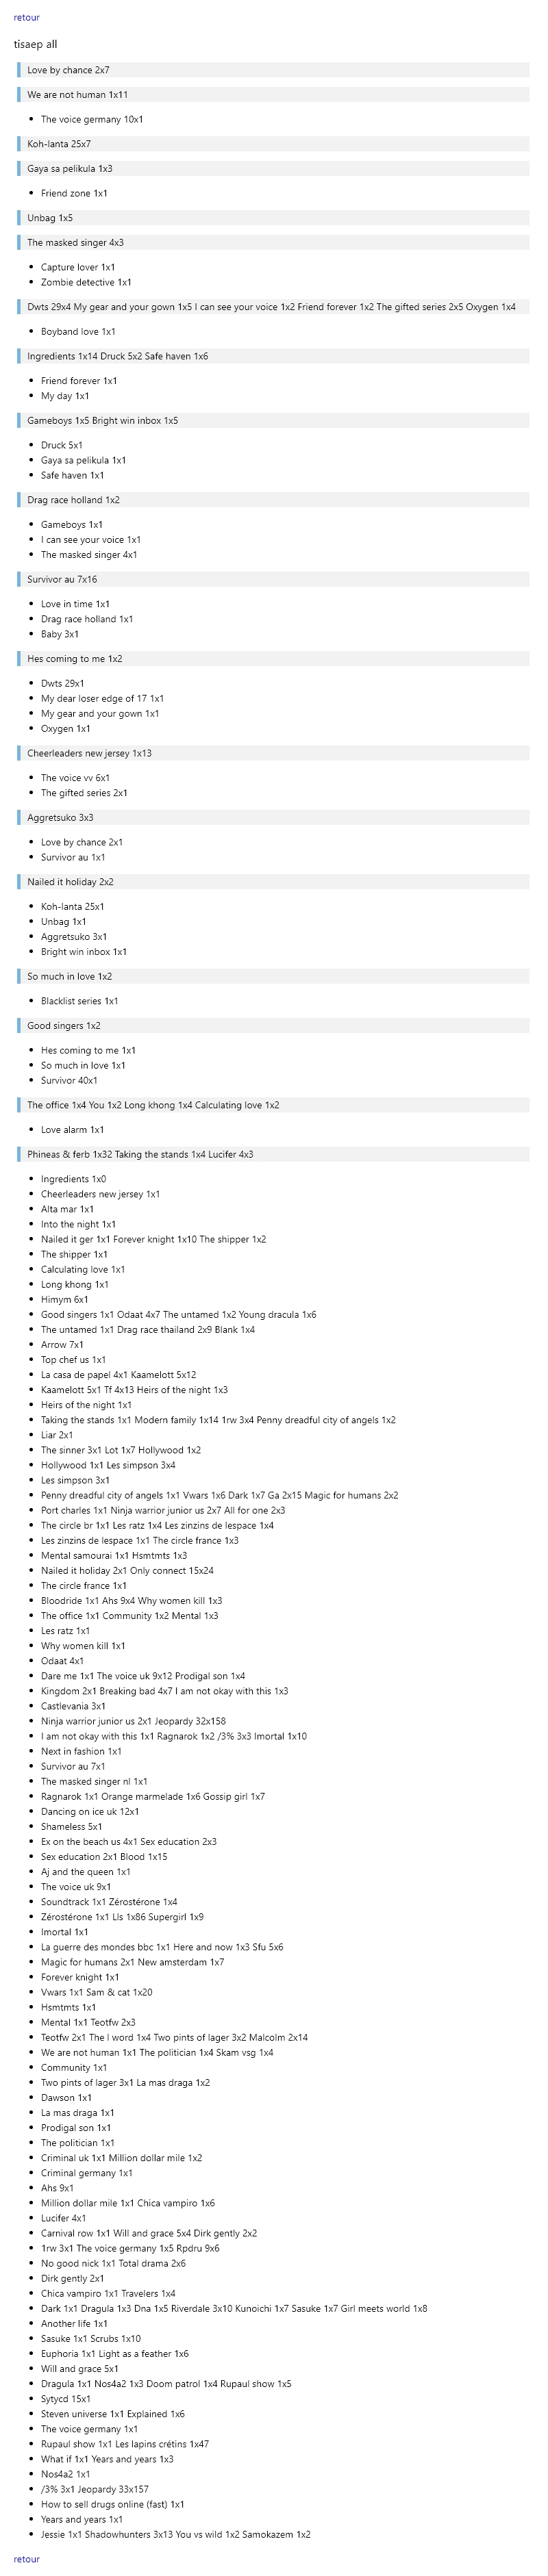 retour
tisaep all
Love by chance 2x7
We are not human 1x11
The voice germany 10x1
Koh-lanta 25x7
Gaya sa pelikula 1x3
Friend zone 1x1
Unbag 1x5
The masked singer 4x3
Capture lover 1x1
Zombie detective 1x1
Dwts 29x4 My gear and your gown 1x5 I can see your voice 1x2 Friend forever 1x2 The gifted series 2x5 Oxygen 1x4
Boyband love 1x1
Ingredients 1x14 Druck 5x2 Safe haven 1x6
Friend forever 1x1
My day 1x1
Gameboys 1x5 Bright win inbox 1x5
Druck 5x1
Gaya sa pelikula 1x1
Safe haven 1x1
Drag race holland 1x2
Gameboys 1x1
I can see your voice 1x1
The masked singer 4x1
Survivor au 7x16
Love in time 1x1
Drag race holland 1x1
Baby 3x1
Hes coming to me 1x2
Dwts 29x1
My dear loser edge of 17 1x1
My gear and your gown 1x1
Oxygen 1x1
Cheerleaders new jersey 1x13
The voice vv 6x1
The gifted series 2x1
Aggretsuko 3x3
Love by chance 2x1
Survivor au 1x1
Nailed it holiday 2x2
Koh-lanta 25x1
Unbag 1x1
Aggretsuko 3x1
Bright win inbox 1x1
So much in love 1x2
Blacklist series 1x1
Good singers 1x2
Hes coming to me 1x1
So much in love 1x1
Survivor 40x1
The office 1x4 You 1x2 Long khong 1x4 Calculating love 1x2
Love alarm 1x1
Phineas & ferb 1x32 Taking the stands 1x4 Lucifer 4x3
Ingredients 1x0
Cheerleaders new jersey 1x1
Alta mar 1x1
Into the night 1x1
Nailed it ger 1x1 Forever knight 1x10 The shipper 1x2
The shipper 1x1
Calculating love 1x1
Long khong 1x1
Himym 6x1
Good singers 1x1 Odaat 4x7 The untamed 1x2 Young dracula 1x6
The untamed 1x1 Drag race thailand 2x9 Blank 1x4
Arrow 7x1
Top chef us 1x1
La casa de papel 4x1 Kaamelott 5x12
Kaamelott 5x1 Tf 4x13 Heirs of the night 1x3
Heirs of the night 1x1
Taking the stands 1x1 Modern family 1x14 1rw 3x4 Penny dreadful city of angels 1x2
Liar 2x1
The sinner 3x1 Lot 1x7 Hollywood 1x2
Hollywood 1x1 Les simpson 3x4
Les simpson 3x1
Penny dreadful city of angels 1x1 Vwars 1x6 Dark 1x7 Ga 2x15 Magic for humans 2x2
Port charles 1x1 Ninja warrior junior us 2x7 All for one 2x3
The circle br 1x1 Les ratz 1x4 Les zinzins de lespace 1x4
Les zinzins de lespace 1x1 The circle france 1x3
Mental samourai 1x1 Hsmtmts 1x3
Nailed it holiday 2x1 Only connect 15x24
The circle france 1x1
Bloodride 1x1 Ahs 9x4 Why women kill 1x3
The office 1x1 Community 1x2 Mental 1x3
Les ratz 1x1
Why women kill 1x1
Odaat 4x1
Dare me 1x1 The voice uk 9x12 Prodigal son 1x4
Kingdom 2x1 Breaking bad 4x7 I am not okay with this 1x3
Castlevania 3x1
Ninja warrior junior us 2x1 Jeopardy 32x158
I am not okay with this 1x1 Ragnarok 1x2 /3% 3x3 Imortal 1x10
Next in fashion 1x1
Survivor au 7x1
The masked singer nl 1x1
Ragnarok 1x1 Orange marmelade 1x6 Gossip girl 1x7
Dancing on ice uk 12x1
Shameless 5x1
Ex on the beach us 4x1 Sex education 2x3
Sex education 2x1 Blood 1x15
Aj and the queen 1x1
The voice uk 9x1
Soundtrack 1x1 Zérostérone 1x4
Zérostérone 1x1 Lls 1x86 Supergirl 1x9
Imortal 1x1
La guerre des mondes bbc 1x1 Here and now 1x3 Sfu 5x6
Magic for humans 2x1 New amsterdam 1x7
Forever knight 1x1
Vwars 1x1 Sam & cat 1x20
Hsmtmts 1x1
Mental 1x1 Teotfw 2x3
Teotfw 2x1 The l word 1x4 Two pints of lager 3x2 Malcolm 2x14
We are not human 1x1 The politician 1x4 Skam vsg 1x4
Community 1x1
Two pints of lager 3x1 La mas draga 1x2
Dawson 1x1
La mas draga 1x1
Prodigal son 1x1
The politician 1x1
Criminal uk 1x1 Million dollar mile 1x2
Criminal germany 1x1
Ahs 9x1
Million dollar mile 1x1 Chica vampiro 1x6
Lucifer 4x1
Carnival row 1x1 Will and grace 5x4 Dirk gently 2x2
1rw 3x1 The voice germany 1x5 Rpdru 9x6
No good nick 1x1 Total drama 2x6
Dirk gently 2x1
Chica vampiro 1x1 Travelers 1x4
Dark 1x1 Dragula 1x3 Dna 1x5 Riverdale 3x10 Kunoichi 1x7 Sasuke 1x7 Girl meets world 1x8
Another life 1x1
Sasuke 1x1 Scrubs 1x10
Euphoria 1x1 Light as a feather 1x6
Will and grace 5x1
Dragula 1x1 Nos4a2 1x3 Doom patrol 1x4 Rupaul show 1x5
Sytycd 15x1
Steven universe 1x1 Explained 1x6
The voice germany 1x1
Rupaul show 1x1 Les lapins crétins 1x47
What if 1x1 Years and years 1x3
Nos4a2 1x1
/3% 3x1 Jeopardy 33x157
How to sell drugs online (fast) 1x1
Years and years 1x1
Jessie 1x1 Shadowhunters 3x13 You vs wild 1x2 Samokazem 1x2
retour